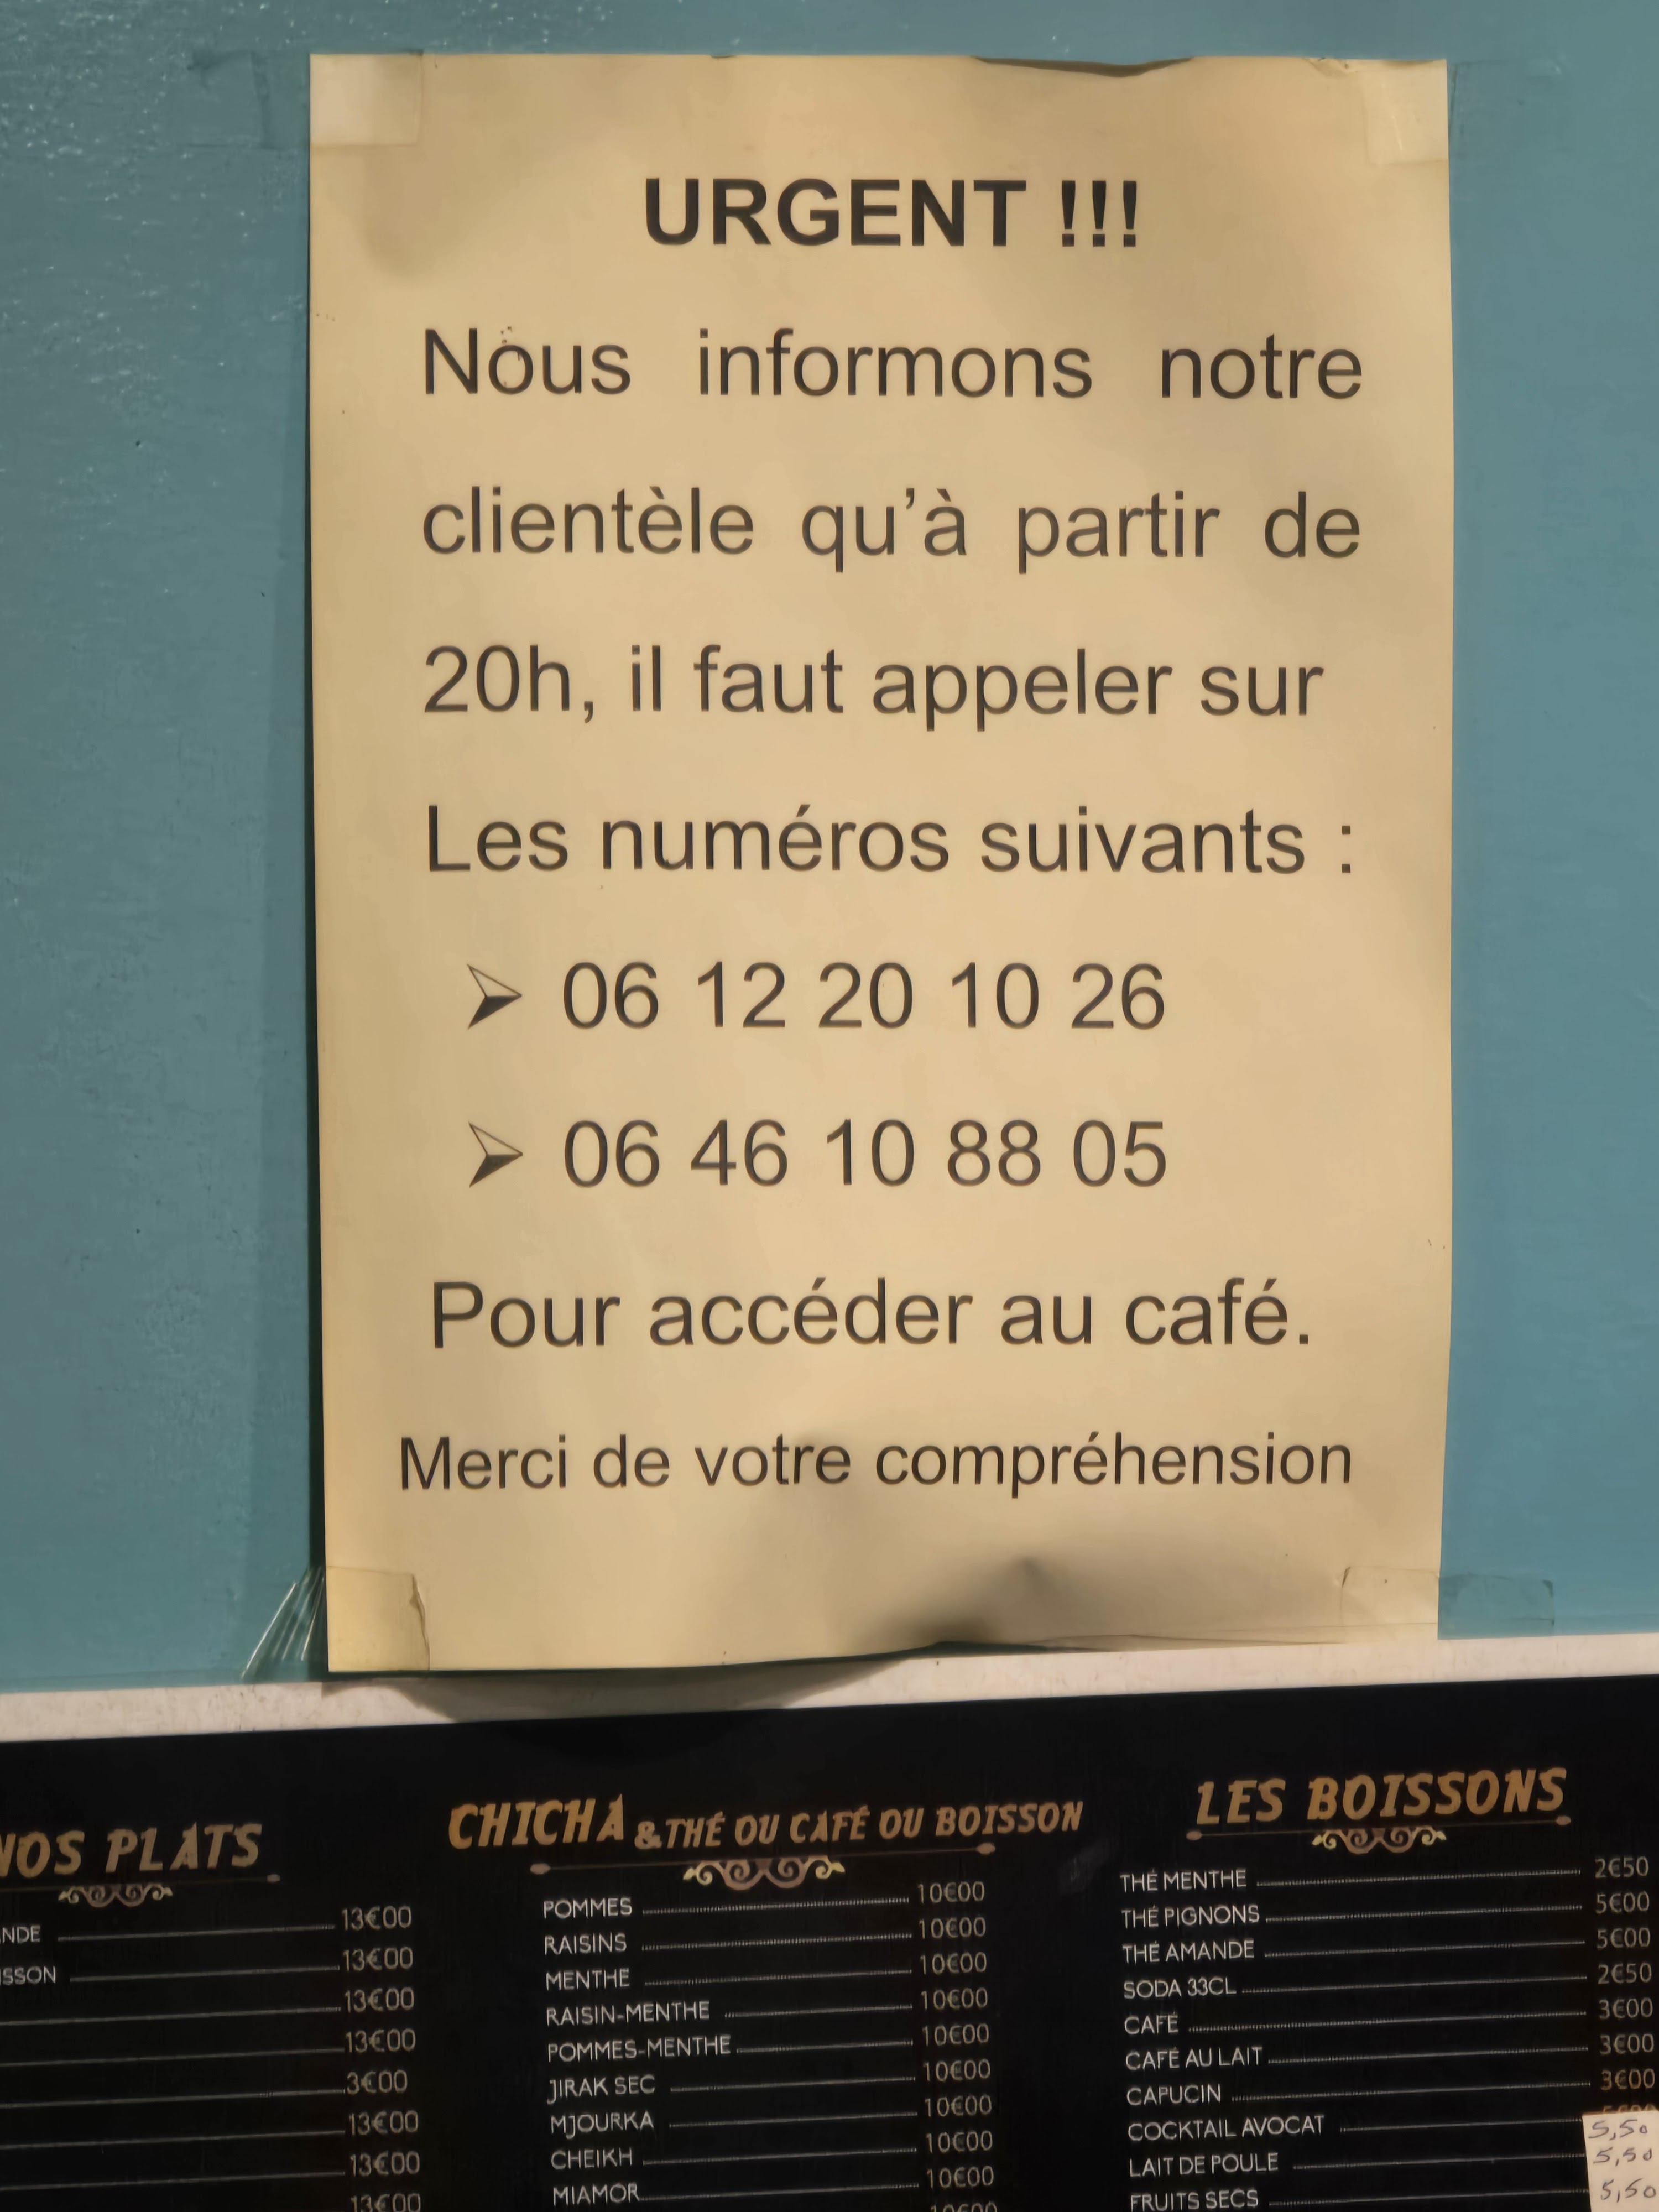 URGENT !!!
Nous informons notre
clientèle qu'à partir de
20h, il faut appeler sur
Les numéros suivants :
➢ 06 12 20 10 26
➢ 06 46 10 88 05
Pour accéder au café.
Merci de votre compréhension
NOS PLATS
13€00
13€00
13€00
13€00
3€00
13€00
13€00
13€00
CHICHA & THÉ OU CAFÉ OU BOISSON
POMMES 10€00
RAISINS 10€00
MENTHE 10€00
RAISIN-MENTHE 10€00
POMMES-MENTHE 10€00
JIRAK SEC 10€00
MJOURKA 10€00
CHEIKH 10€00
MIAMOR 10€00
10€00
LES BOISSONS
THÉ MENTHE 2€50
THÉ PIGNONS 5€00
THÉ AMANDE 5€00
SODA 33CL 2€50
CAFÉ 3€00
CAFÉ AU LAIT 3€00
CAPUCIN 3€00
COCKTAIL AVOCAT 5,50
LAIT DE POULE 5,50
FRUITS SECS 5,50